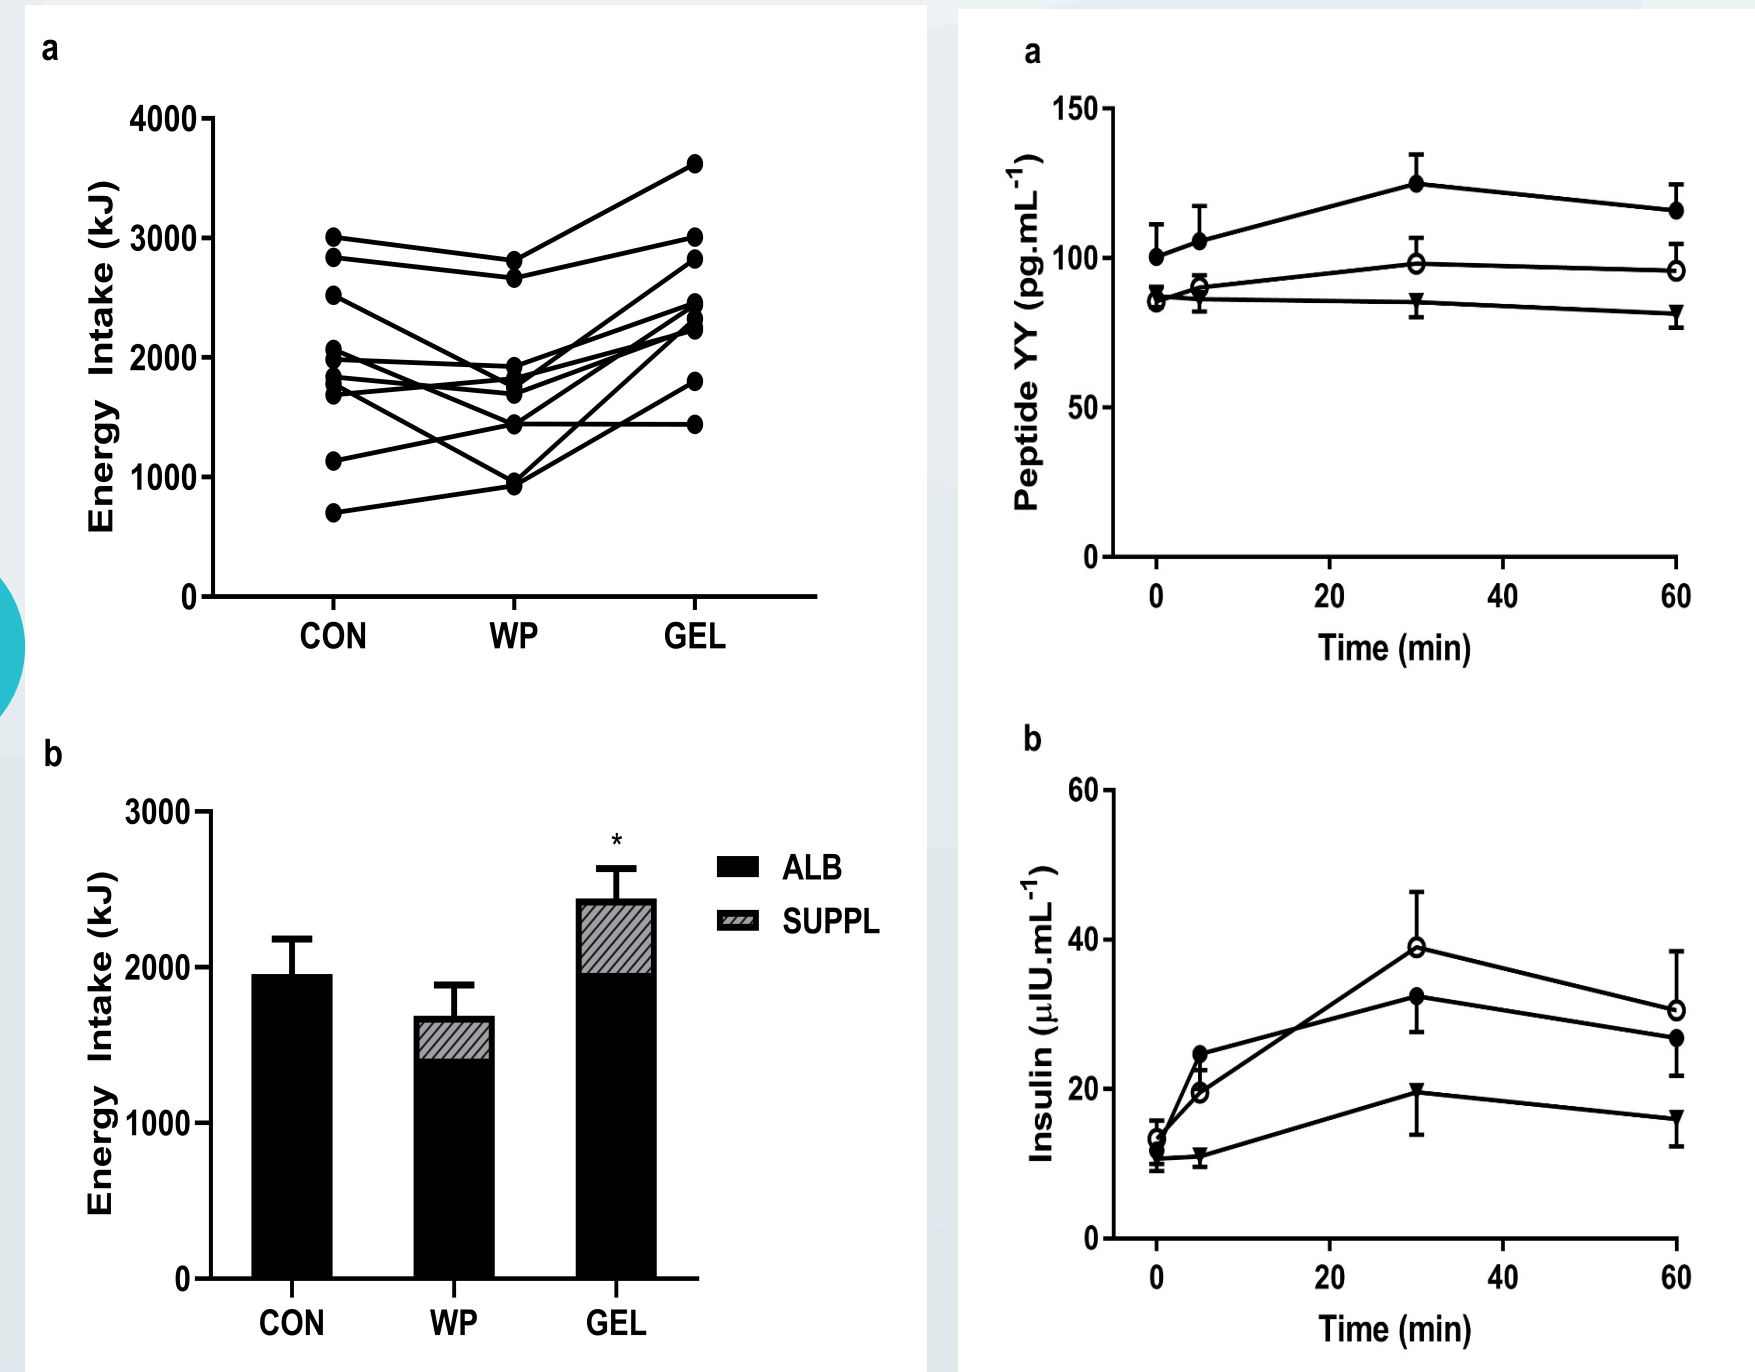 a
4000
3000
2000
1000
0
Energy Intake (kJ)
CON WP GEL
b
3000
2000
1000
0
Energy Intake (kJ)
*
ALB
SUPPL
CON WP GEL
a
150
100
50
0
Peptide YY (pg.mL⁻¹)
0 20 40 60
Time (min)
b
60
40
20
0
Insulin (µIU.mL⁻¹)
0 20 40 60
Time (min)